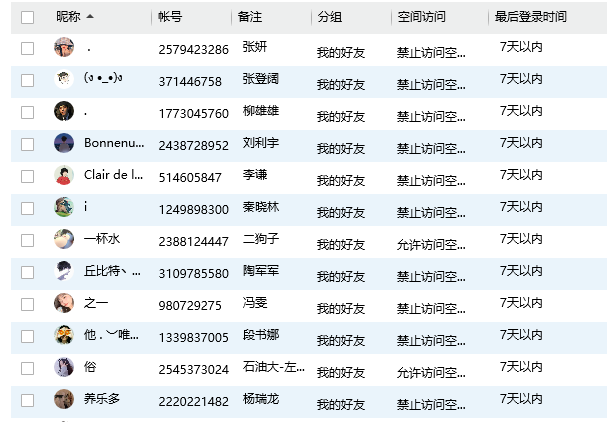 昵称 帐号 备注 分组 空间访问 最后登录时间
. 2579423286 张妍 我的好友 禁止访问空... 7天以内
(ง •_•)ง 371446758 张登阔 我的好友 禁止访问空... 7天以内
. 1773045760 柳雄雄 我的好友 禁止访问空... 7天以内
Bonnenu... 2438728952 刘利宇 我的好友 禁止访问空... 7天以内
Clair de l... 514605847 李谦 我的好友 禁止访问空... 7天以内
i 1249898300 秦晓林 我的好友 禁止访问空... 7天以内
一杯水 2388124447 二狗子 我的好友 允许访问空... 7天以内
丘比特丶... 3109785580 陶军军 我的好友 禁止访问空... 7天以内
之一 980729275 冯雯 我的好友 禁止访问空... 7天以内
他 . ︶唯... 1339837005 段书娜 我的好友 禁止访问空... 7天以内
俗 2545373024 石油大-左... 我的好友 允许访问空... 7天以内
养乐多 2220221482 杨瑞龙 我的好友 禁止访问空... 7天以内